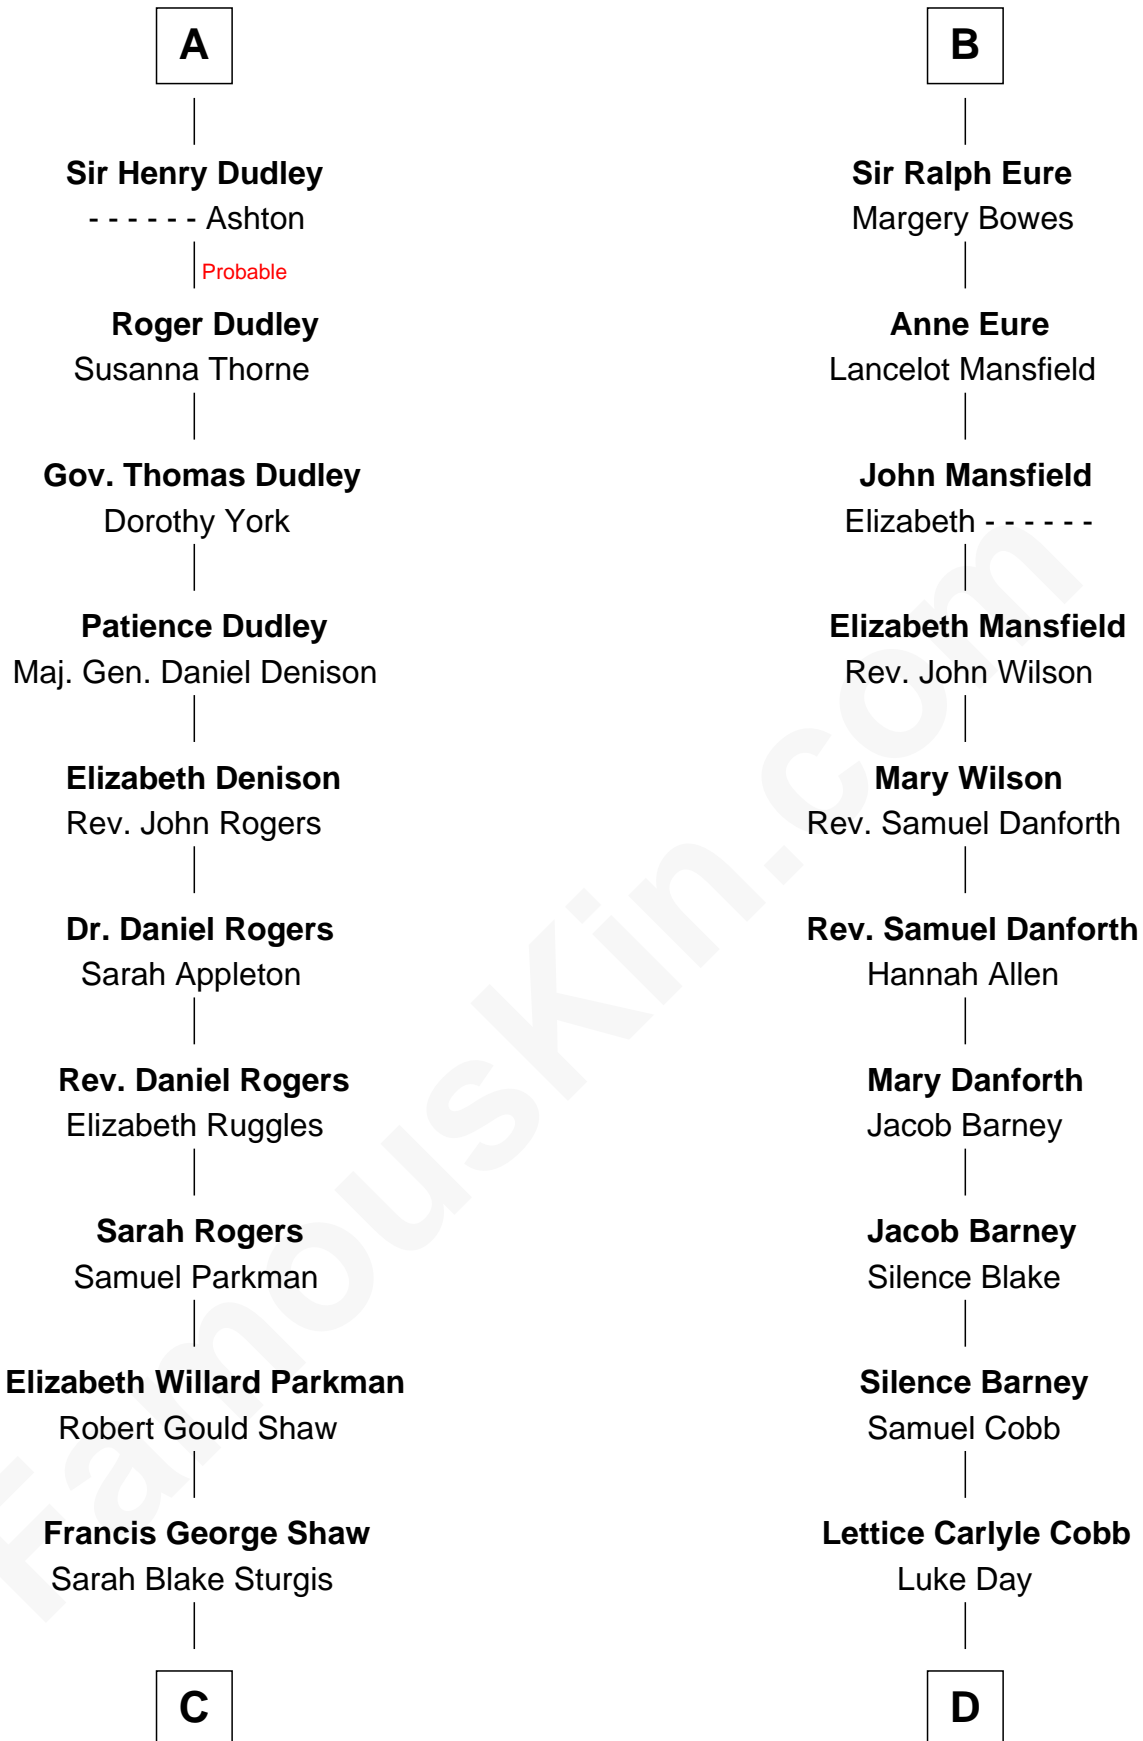 A
Sir Henry Dudley
- - - - - - Ashton
Probable
Roger Dudley
Susanna Thorne
Gov. Thomas Dudley
Dorothy York
Patience Dudley
Maj. Gen. Daniel Denison
Elizabeth Denison
Rev. John Rogers
Dr. Daniel Rogers
Sarah Appleton
Rev. Daniel Rogers
Elizabeth Ruggles
Sarah Rogers
Samuel Parkman
Elizabeth Willard Parkman
Robert Gould Shaw
Francis George Shaw
Sarah Blake Sturgis
C
B
Sir Ralph Eure
Margery Bowes
Anne Eure
Lancelot Mansfield
John Mansfield
Elizabeth - - - - - -
Elizabeth Mansfield
Rev. John Wilson
Mary Wilson
Rev. Samuel Danforth
Rev. Samuel Danforth
Hannah Allen
Mary Danforth
Jacob Barney
Jacob Barney
Silence Blake
Silence Barney
Samuel Cobb
Lettice Carlyle Cobb
Luke Day
D
FamousKin.com